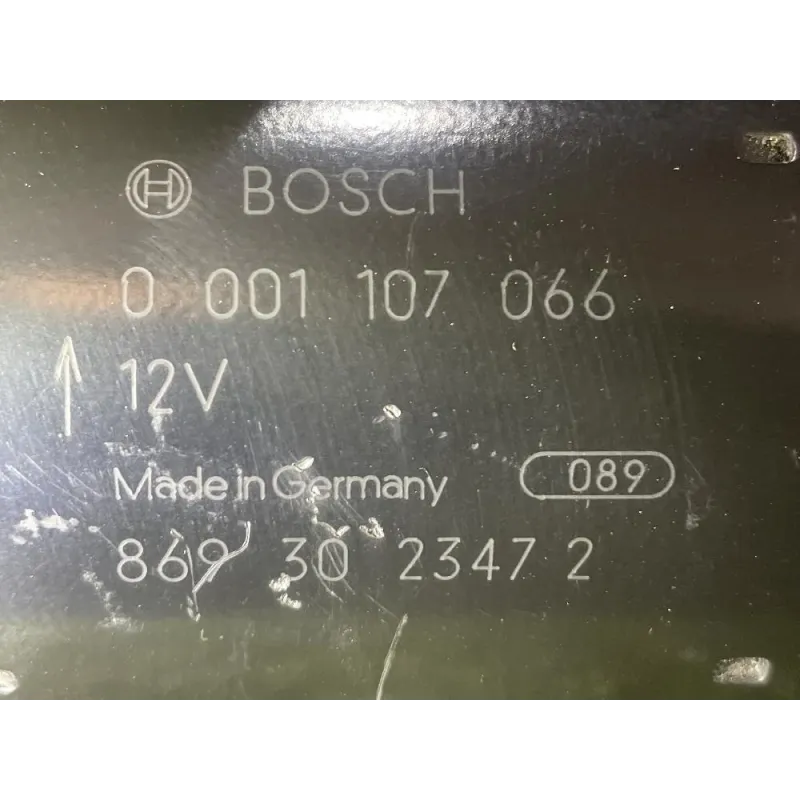 BOSCH
0 001 107 066
12V
Made in Germany 089
869 30 2347 2